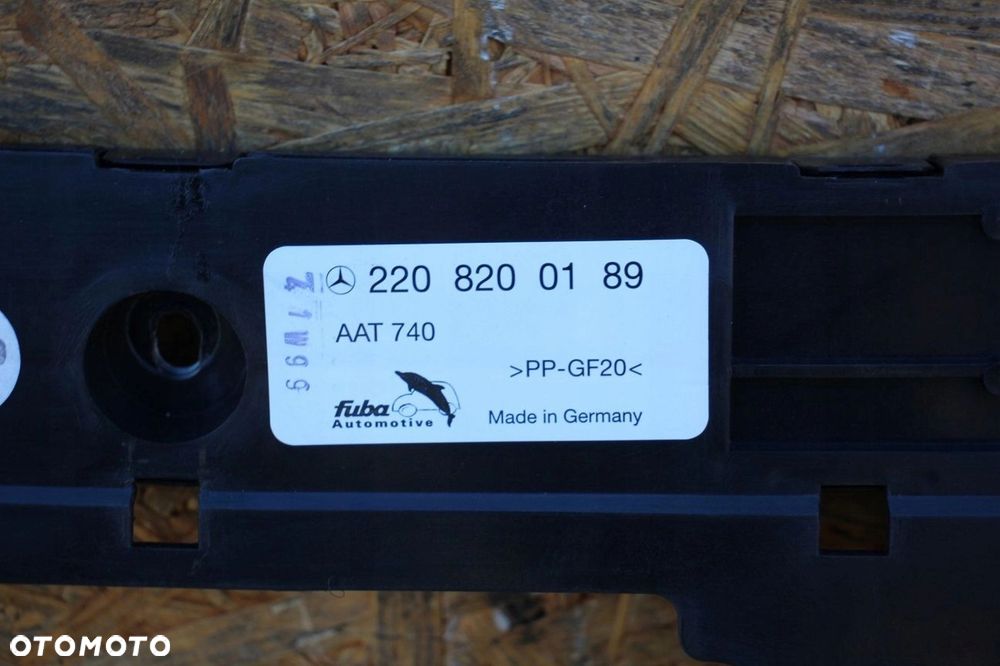 220 820 01 89
AAT 740
>PP-GF20<
fuba
Automotive
Made in Germany
OTOMOTO